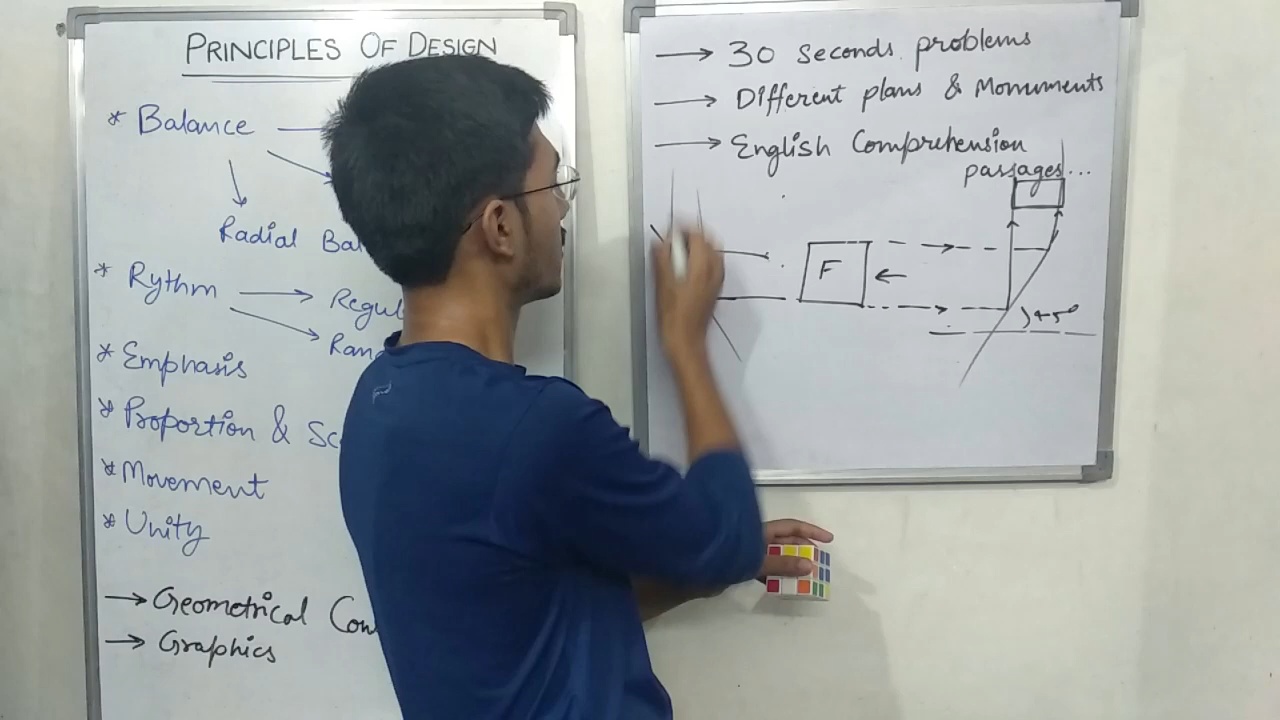 PRINCIPLES OF DESIGN
* Balance
Radial Bal
* Rythm
Regul
Ran
* Emphasis
* Proportion & Sc
* Movement
* Unity
→ Geometrical Con
→ Graphics
→ 30 seconds problems
→ Different plans & Monuments
→ English Comprehension
passages...
F
45°